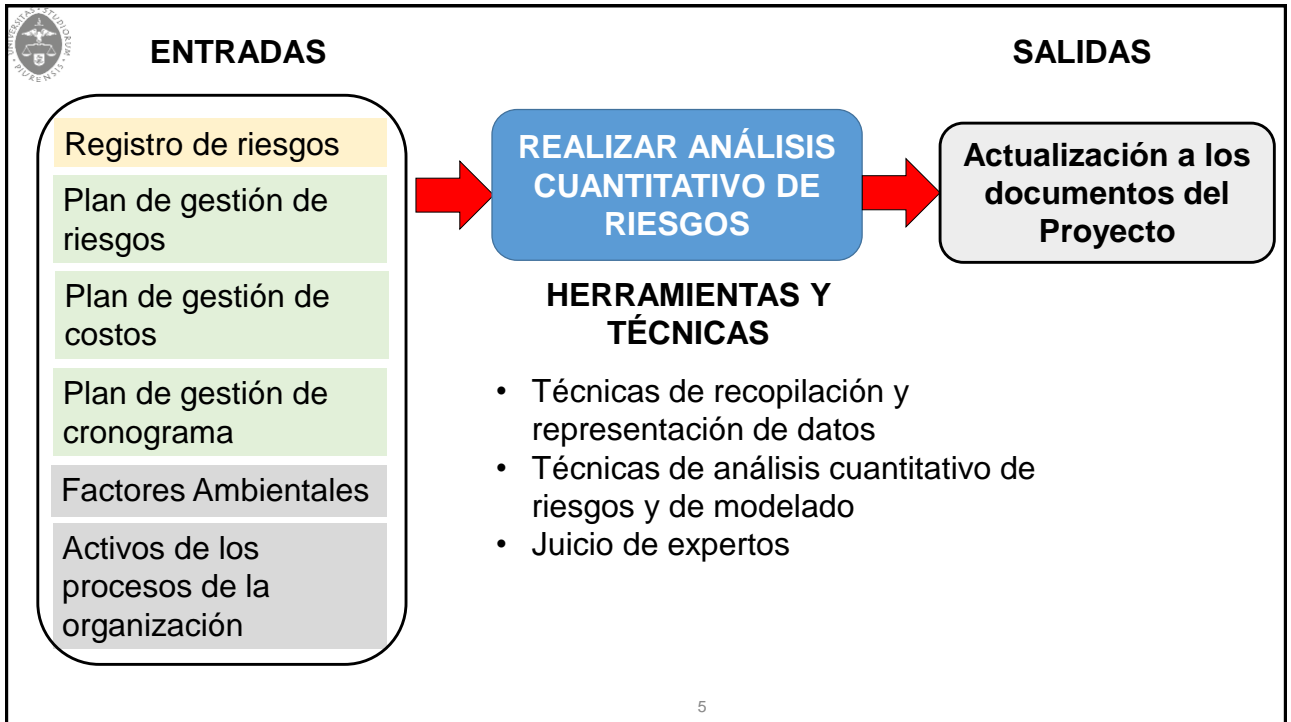 UNIVERSITAS STUDIORUM PIURENSIS
ENTRADAS
Registro de riesgos
Plan de gestión de
riesgos
Plan de gestión de
costos
Plan de gestión de
cronograma
Factores Ambientales
Activos de los
procesos de la
organización
REALIZAR ANÁLISIS
CUANTITATIVO DE
RIESGOS
HERRAMIENTAS Y
TÉCNICAS
• Técnicas de recopilación y
representación de datos
• Técnicas de análisis cuantitativo de
riesgos y de modelado
• Juicio de expertos
SALIDAS
Actualización a los
documentos del
Proyecto
5